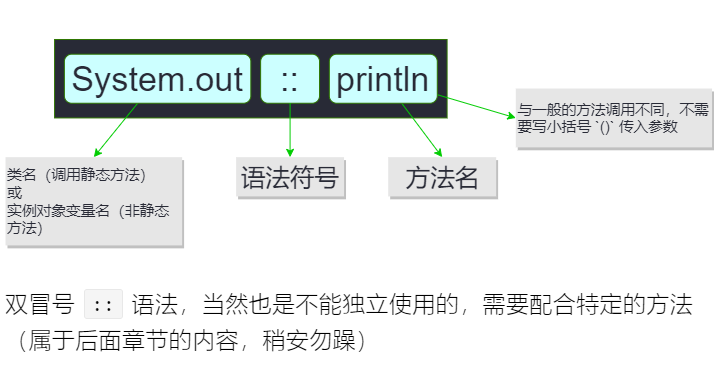 System.out :: println
与一般的方法调用不同，不需
要写小括号 `()` 传入参数
类名（调用静态方法）
或
实例对象变量名（非静态
方法）
语法符号
方法名
双冒号 :: 语法，当然也是不能独立使用的，需要配合特定的方法
（属于后面章节的内容，稍安勿躁）